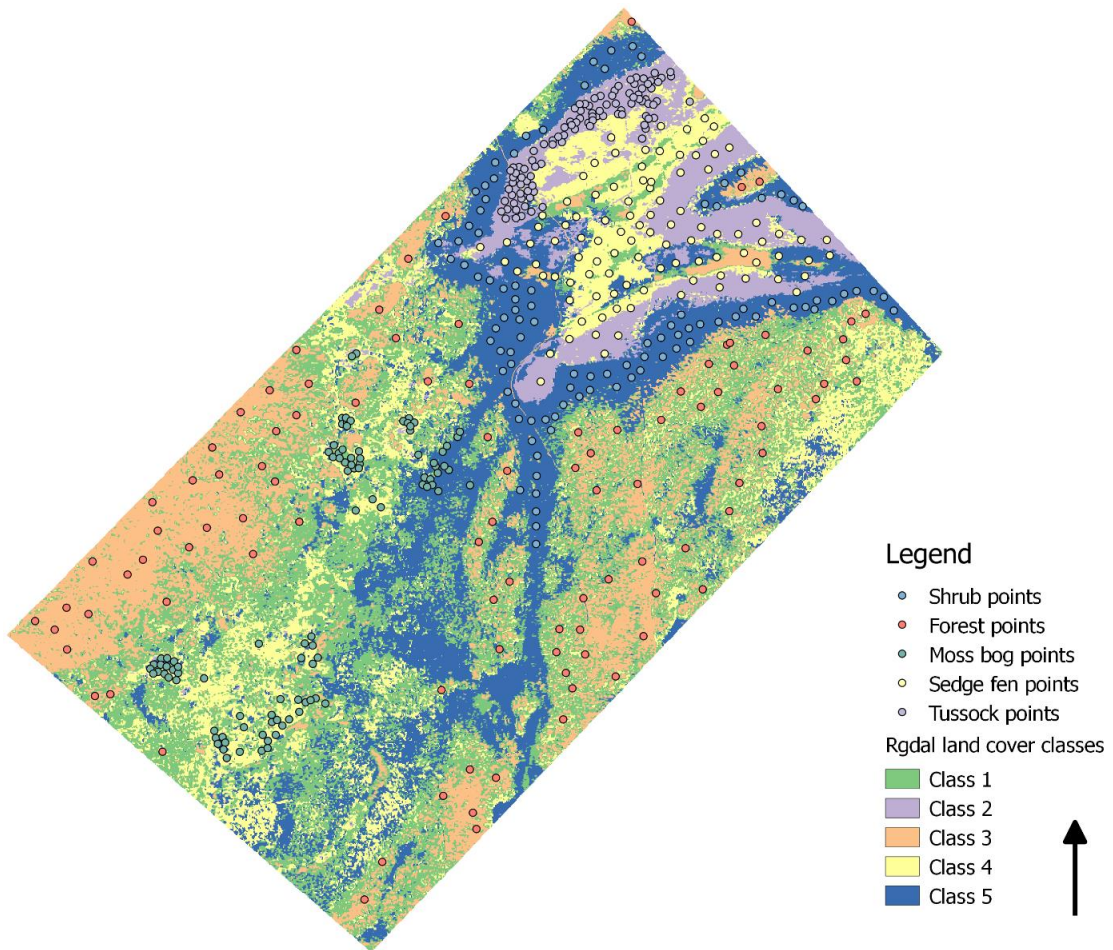 Legend
Shrub points
Forest points
Moss bog points
Sedge fen points
Tussock points
Rgdal land cover classes
Class 1
Class 2
Class 3
Class 4
Class 5